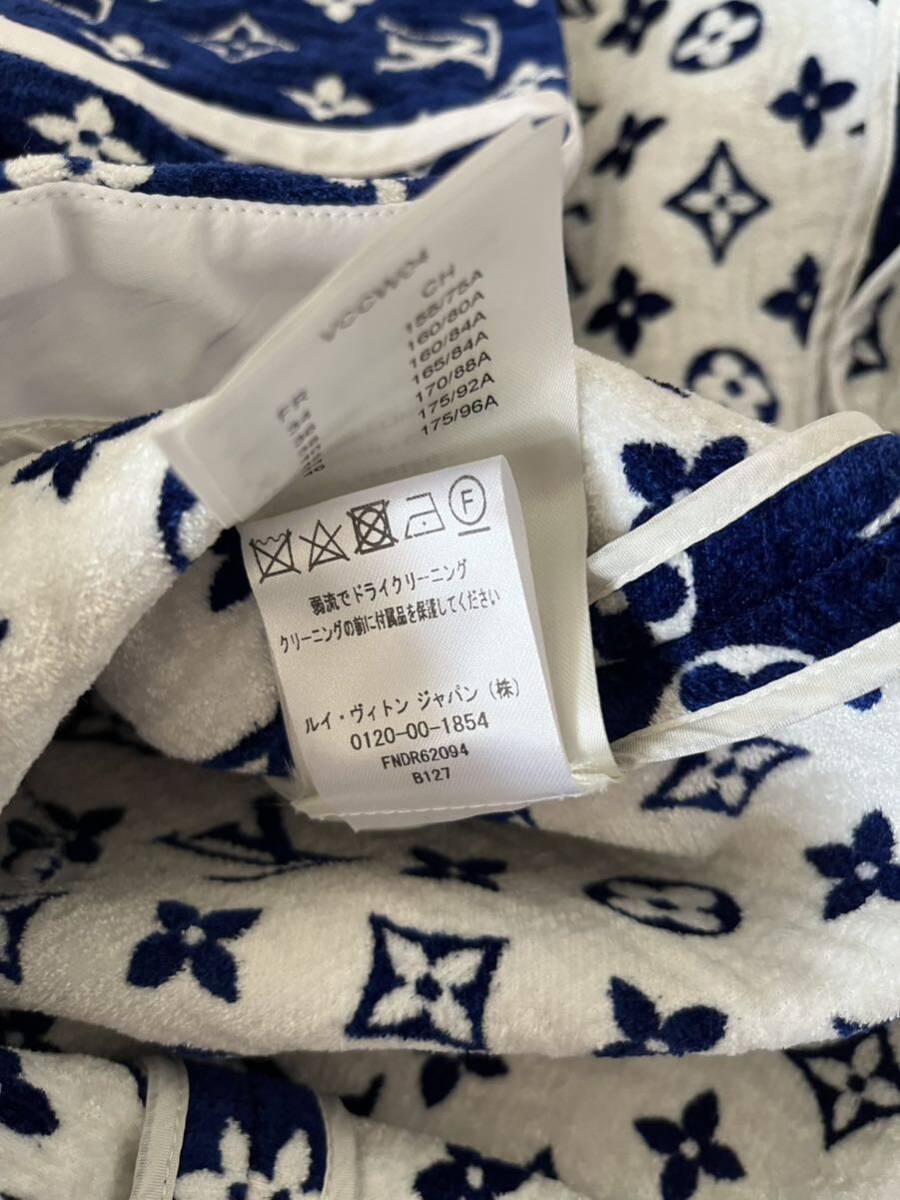 CH
155/75A
160/80A
160/84A
165/84A
170/88A
175/92A
175/96A
FR
F
弱流でドライクリーニング
クリーニングの前に付属品を保護してください
ルイ・ヴィトン ジャパン (株)
0120-00-1854
FNDR62094
B127